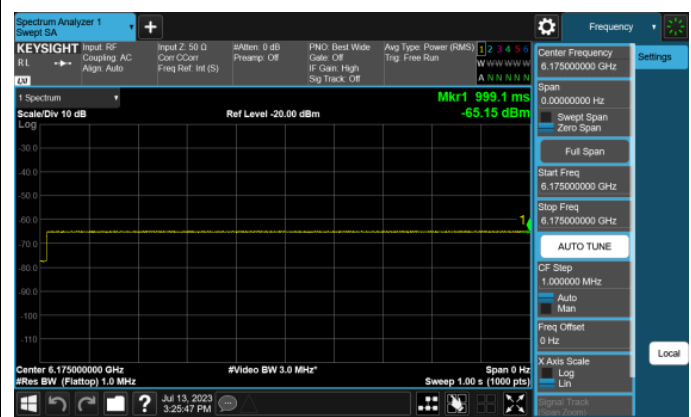 Spectrum Analyzer 1
Swept SA
Frequency
KEYSIGHT
RL
Input: RF
Coupling: AC
Align: Auto
Input Z: 50 Ω
Corr CCorr
Freq Ref: Int (S)
#Atten: 0 dB
Preamp: Off
PNO: Best Wide
Gate: Off
IF Gain: High
Sig Track: Off
Avg Type: Power (RMS)
Trig: Free Run
1 2 3 4 5 6
W W W W W W
A N N N N N
1 Spectrum
Scale/Div 10 dB
Log
Ref Level -20.00 dBm
Mkr1 999.1 ms
-65.15 dBm
-30.0
-40.0
-50.0
-60.0
-70.0
-80.0
-90.0
-100
-110
1
Center 6.175000000 GHz
#Res BW (Flattop) 1.0 MHz
#Video BW 3.0 MHz*
Span 0 Hz
Sweep 1.00 s (1000 pts)
Jul 13, 2023
3:25:47 PM
Center Frequency
6.175000000 GHz
Span
0.00000000 Hz
Swept Span
Zero Span
Full Span
Start Freq
6.175000000 GHz
Stop Freq
6.175000000 GHz
AUTO TUNE
CF Step
1.000000 MHz
Auto
Man
Freq Offset
0 Hz
X Axis Scale
Log
Lin
Signal Track
(Span Zoom)
Settings
Local